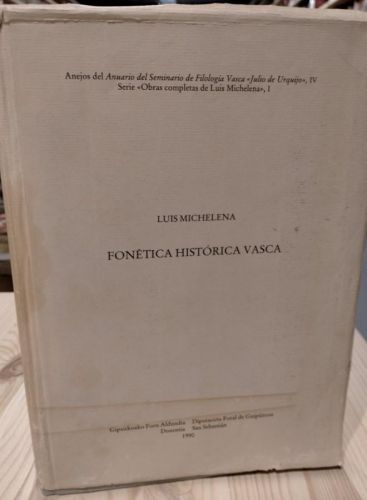 Anejos del Anuario del Seminario de Filología Vasca «Julio de Urquijo», IV
Serie «Obras completas de Luis Michelena», I
LUIS MICHELENA
FONÉTICA HISTÓRICA VASCA
Gipuzkoako Foru Aldundia Diputación Foral de Guipúzcoa
Donostia San Sebastián
1990